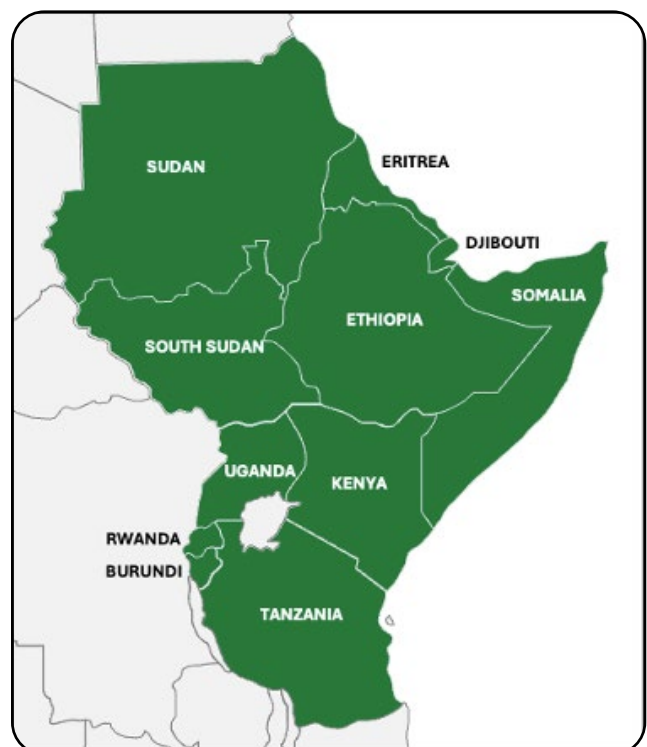 SUDAN
ERITREA
DJIBOUTI
SOMALIA
ETHIOPIA
SOUTH SUDAN
UGANDA
KENYA
RWANDA
BURUNDI
TANZANIA